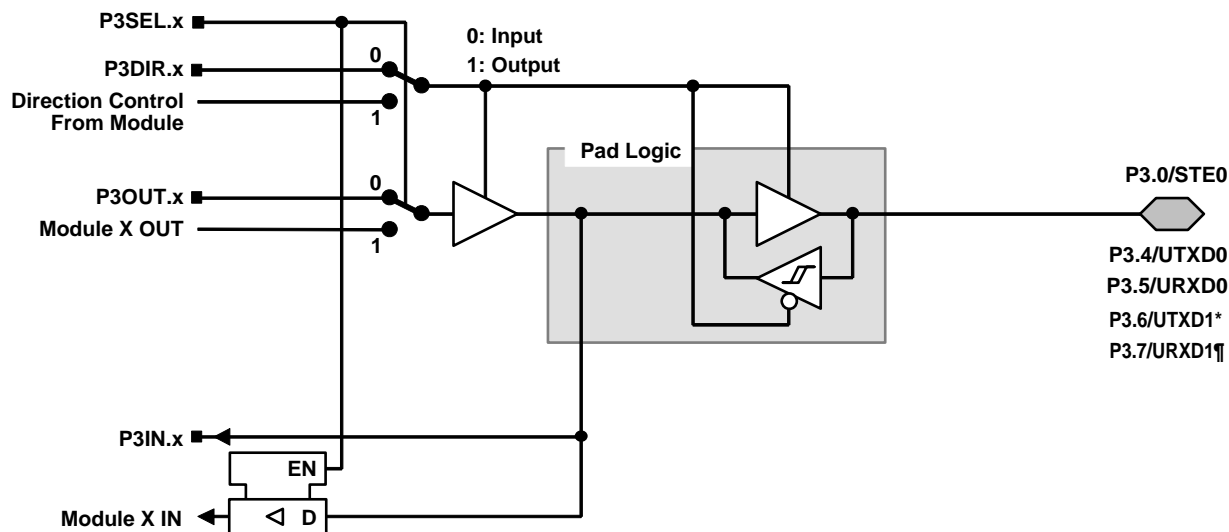 P3SEL.x
0: Input
1: Output
0
P3DIR.x
Direction Control
From Module
1
Pad Logic
P3.0/STE0
0
P3OUT.x
Module X OUT
1
P3.4/UTXD0
P3.5/URXD0
P3.6/UTXD1*
P3.7/URXD1¶
P3IN.x
EN
Module X IN
D